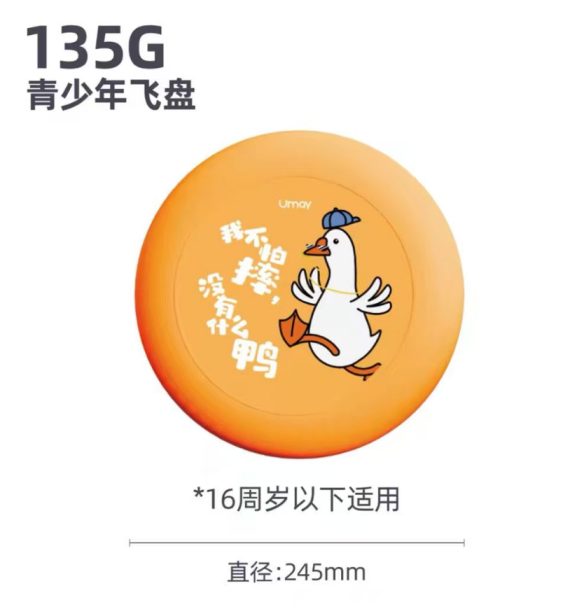 135G
青少年飞盘
Umay
我不怕
摔,
没有
什么
鸭
*16周岁以下适用
直径:245mm